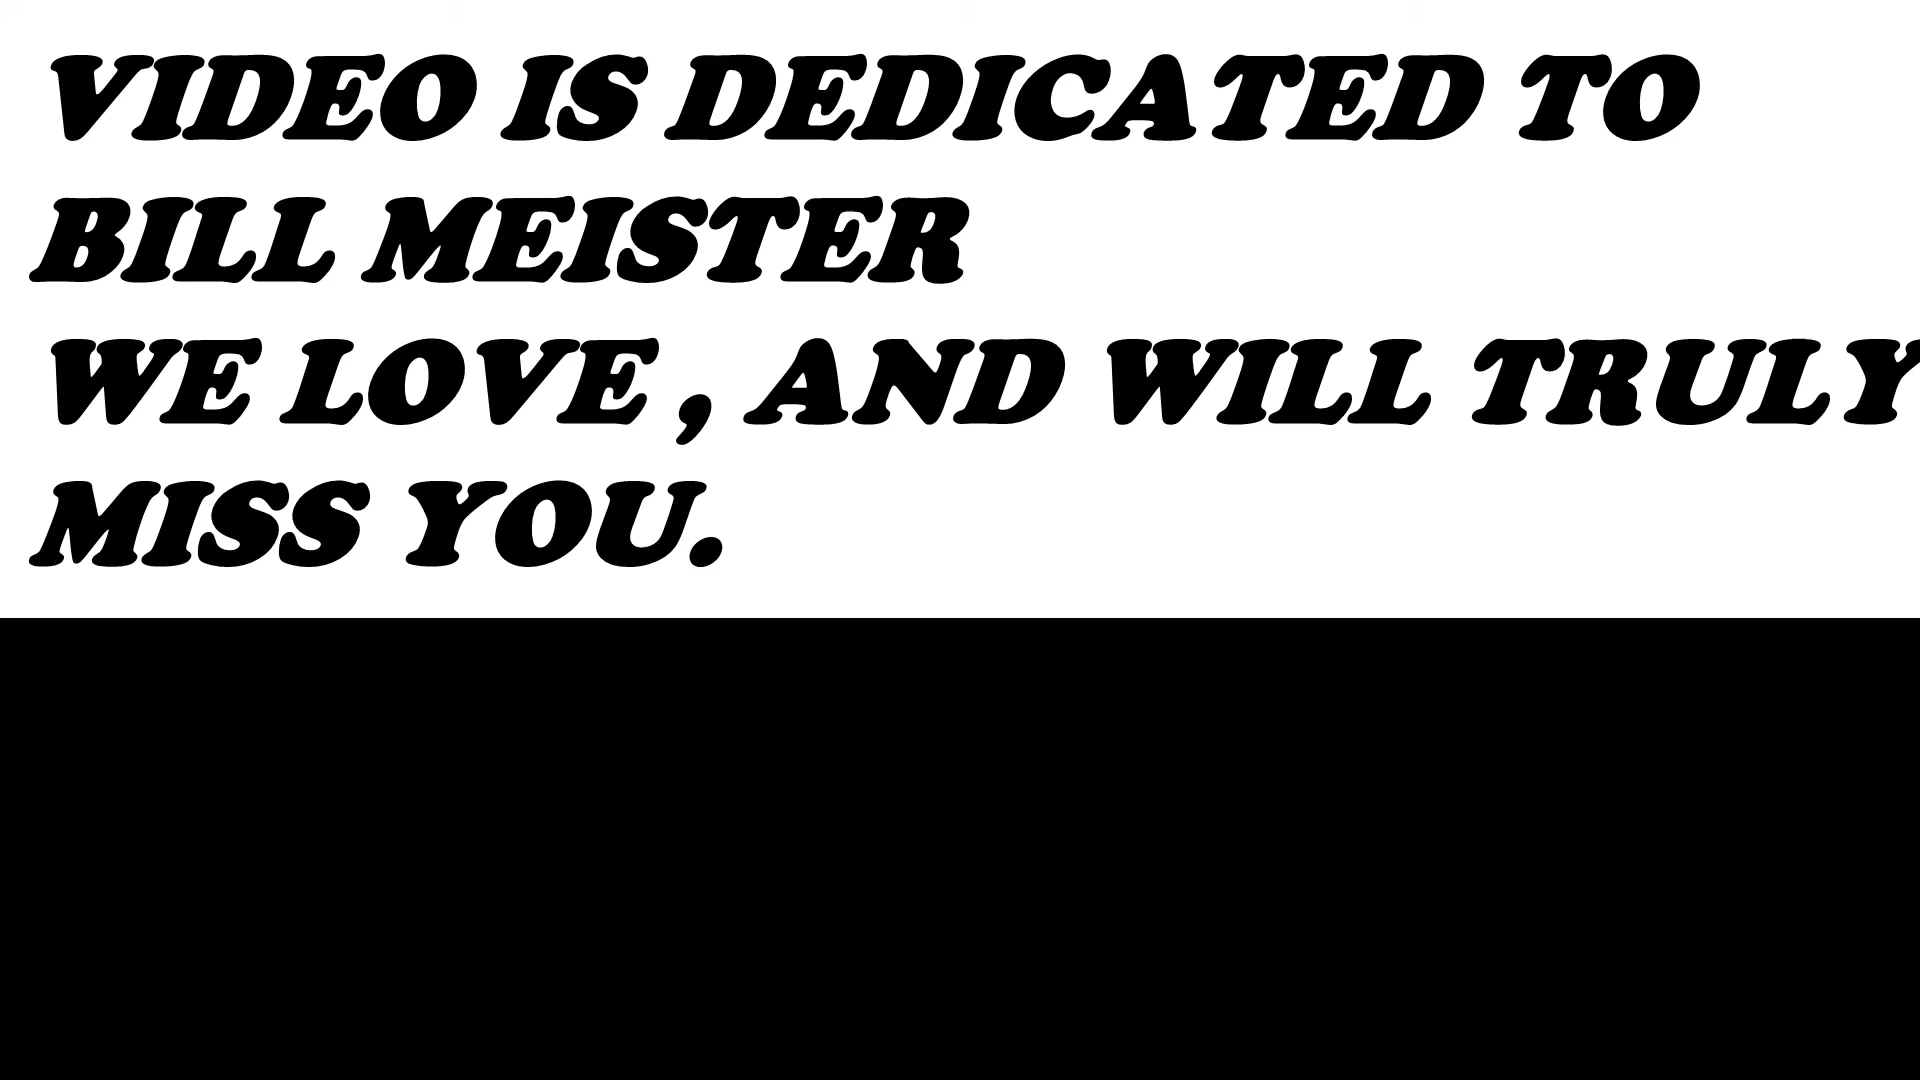 VIDEO IS DEDICATED TO
BILL MEISTER
WE LOVE , AND WILL TRULY
MISS YOU.